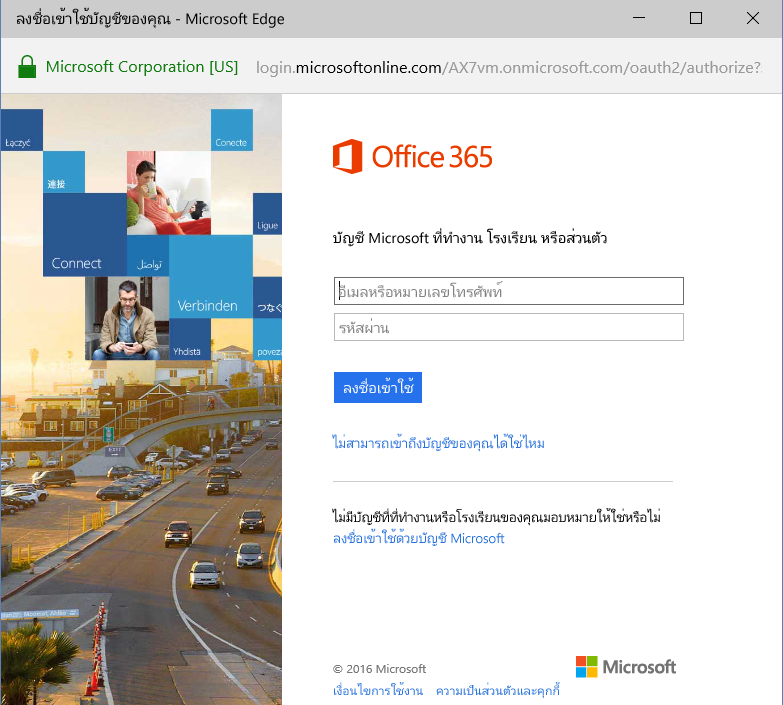 ลงชื่อเข้าใช้บัญชีของคุณ - Microsoft Edge
Microsoft Corporation [US] login.microsoftonline.com/AX7vm.onmicrosoft.com/oauth2/authorize?
Łączyć
Conecte
連接
Ligue
Connect
تواصل
Verbinden
つなぐ
Yhdistä
poveza
EXIT
Office 365
บัญชี Microsoft ที่ทำงาน โรงเรียน หรือส่วนตัว
อีเมลหรือหมายเลขโทรศัพท์
รหัสผ่าน
ลงชื่อเข้าใช้
ไม่สามารถเข้าถึงบัญชีของคุณได้ใช่ไหม
ไม่มีบัญชีที่ที่ทำงานหรือโรงเรียนของคุณมอบหมายให้ใช่หรือไม่
ลงชื่อเข้าใช้ด้วยบัญชี Microsoft
© 2016 Microsoft
Microsoft
เงื่อนไขการใช้งาน ความเป็นส่วนตัวและคุกกี้